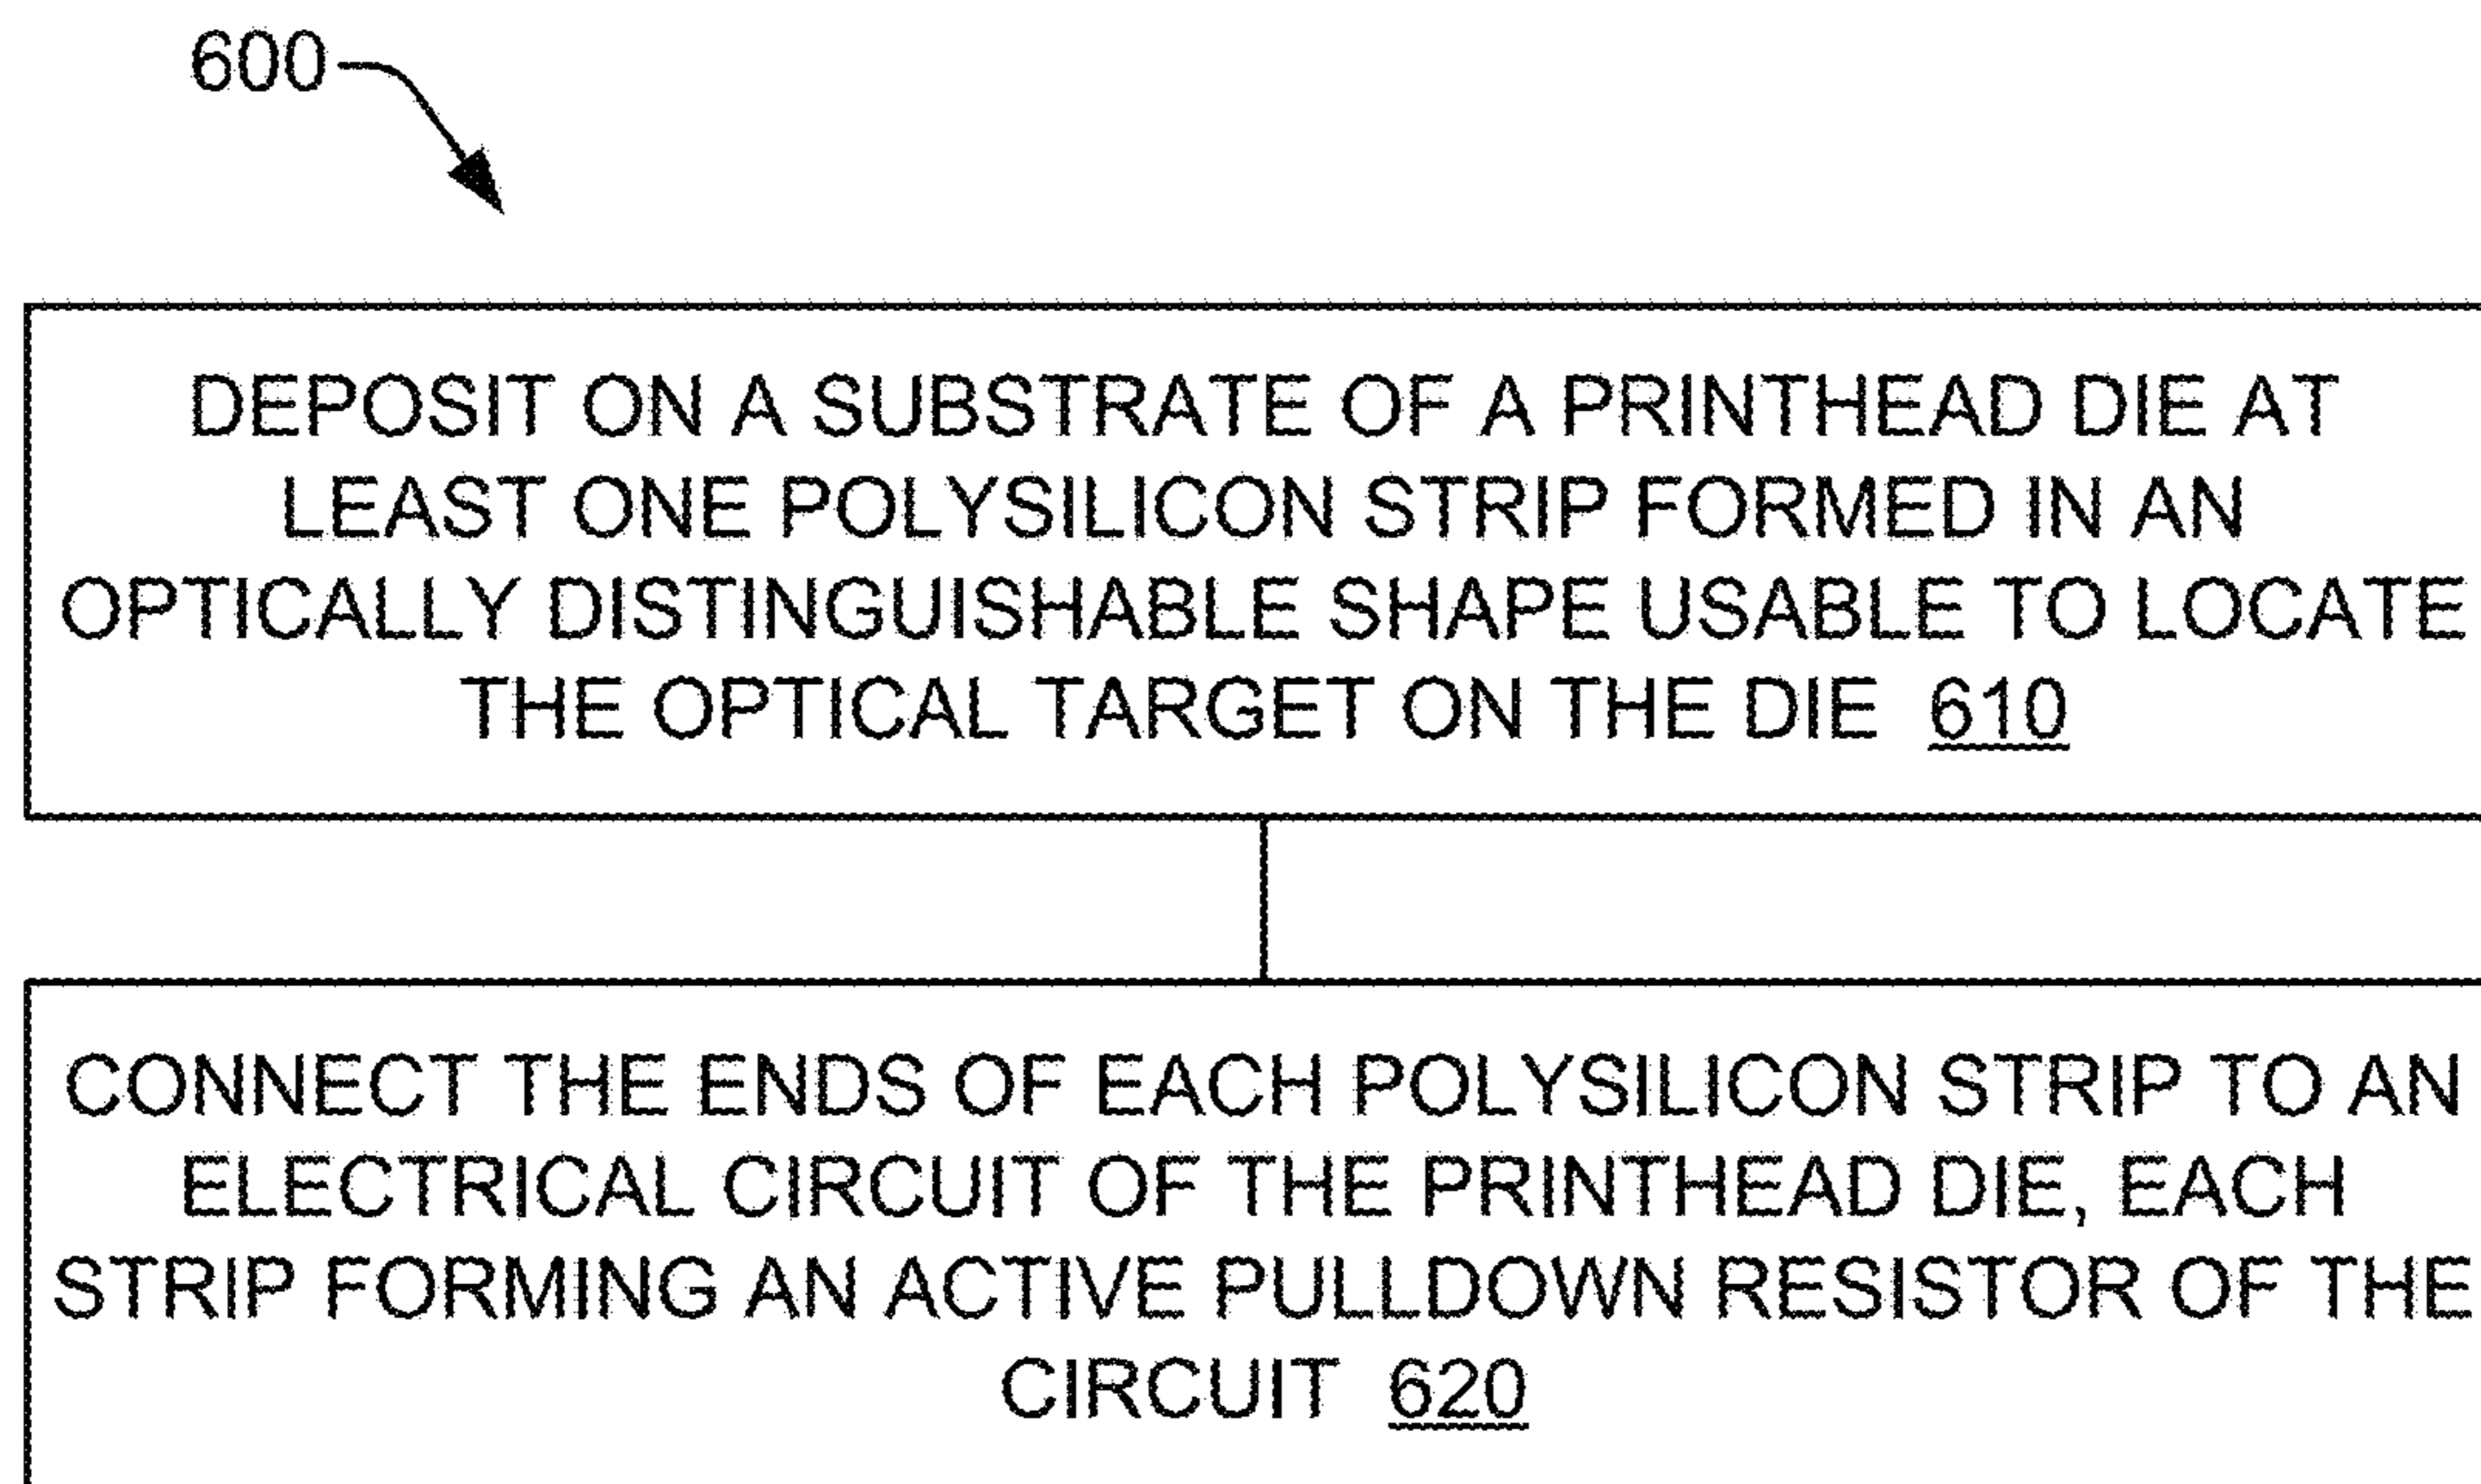 600
DEPOSIT ON A SUBSTRATE OF A PRINTHEAD DIE AT
LEAST ONE POLYSILICON STRIP FORMED IN AN
OPTICALLY DISTINGUISHABLE SHAPE USABLE TO LOCATE
THE OPTICAL TARGET ON THE DIE 610
CONNECT THE ENDS OF EACH POLYSILICON STRIP TO AN
ELECTRICAL CIRCUIT OF THE PRINTHEAD DIE, EACH
STRIP FORMING AN ACTIVE PULLDOWN RESISTOR OF THE
CIRCUIT 620